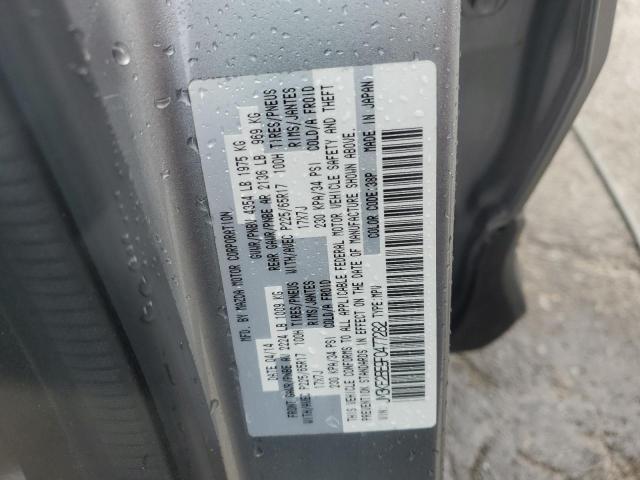 MFD. BY MAZDA MOTOR CORPORATION
DATE: 04/14 GVWR/PNBV 4354 LB 1975 KG
FRONT GAWR/PNBE A. 2224 LB 1009 KG REAR GAWR/PNBE AR 2136 LB 969 KG
WITH/AVEC P225/65R17 100H TIRES/PNEUS WITH/AVEC P225/65R17 100H TIRES/PNEUS
17X7J RIMS/JANTES 17X7J RIMS/JANTES
230 KPA/34 PSI COLD/A FROID 230 KPA/34 PSI COLD/A FROID
THIS VEHICLE CONFORMS TO ALL APPLICABLE FEDERAL MOTOR VEHICLE SAFETY AND THEFT
PREVENTION STANDARDS IN EFFECT ON THE DATE OF MANUFACTURE SHOWN ABOVE.
VIN: TYPE:MPV COLOR CODE:38P MADE IN JAPAN